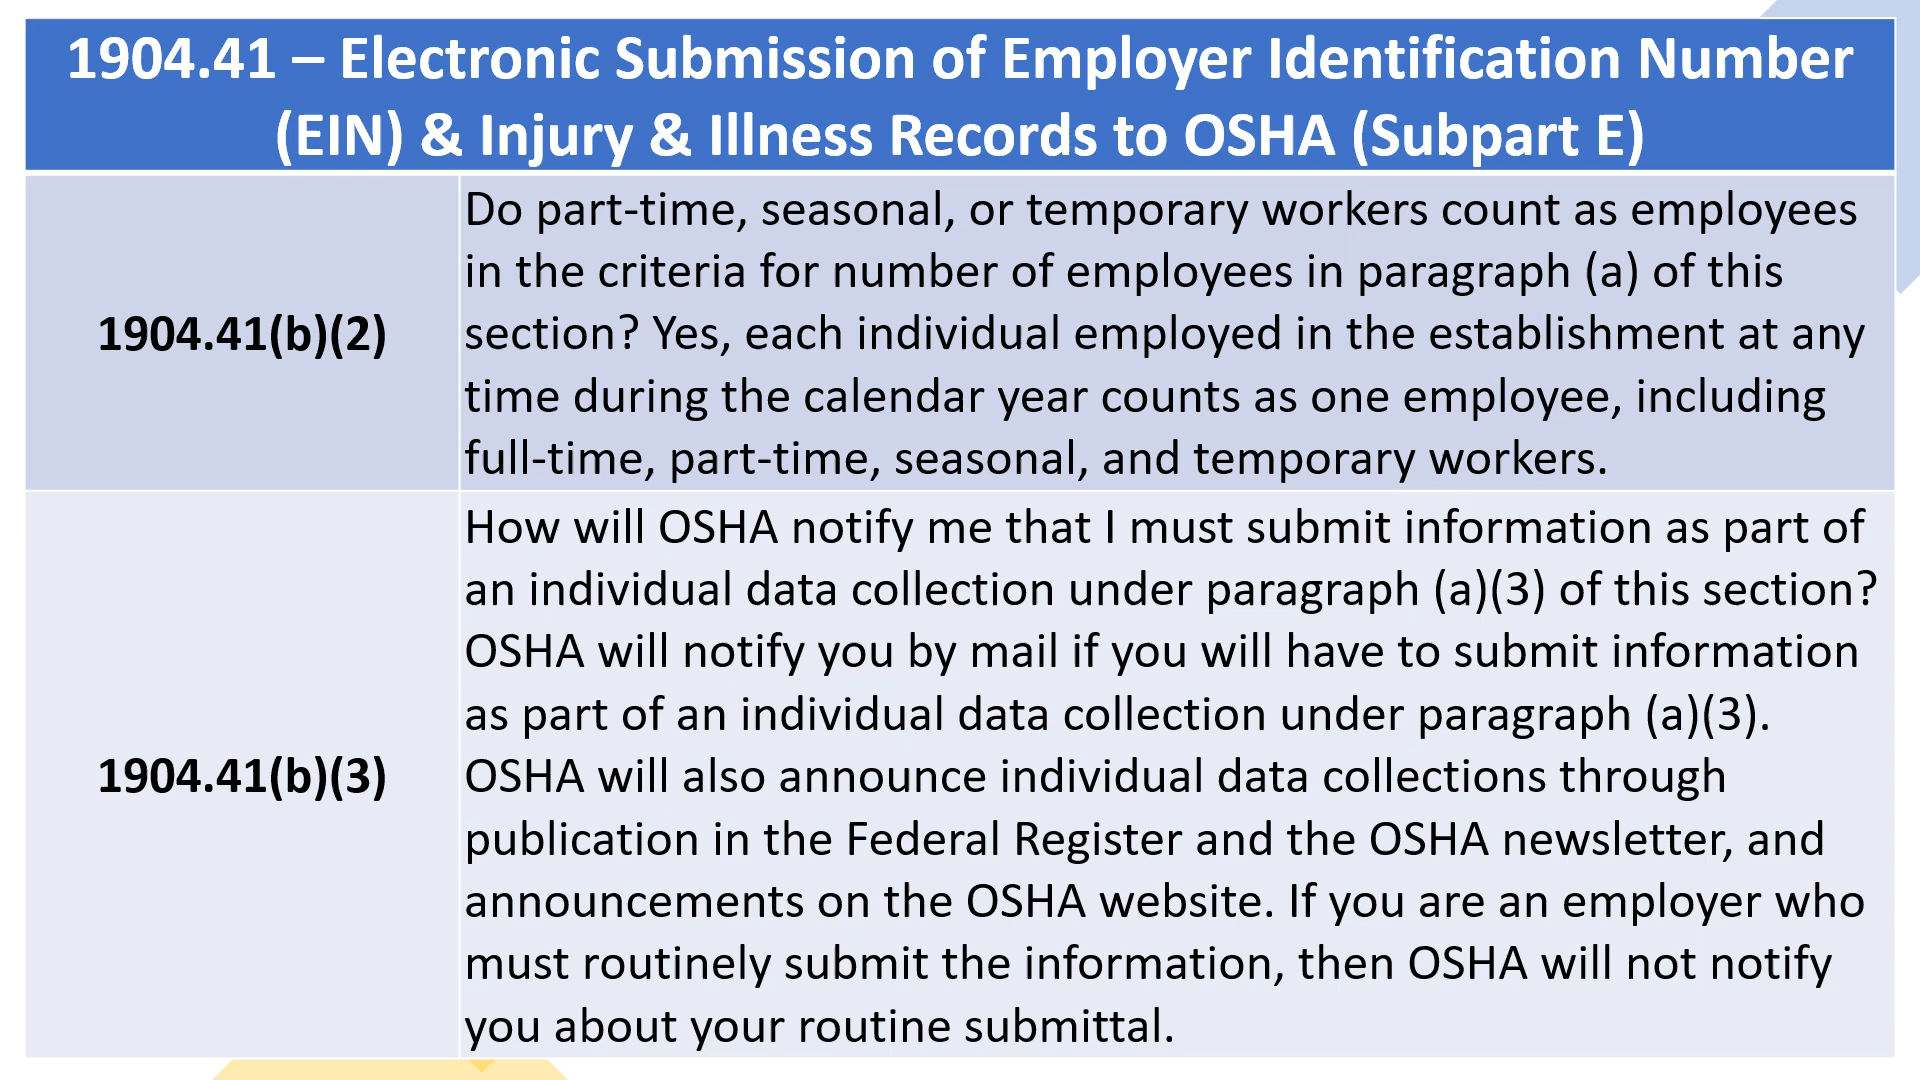 1904.41 – Electronic Submission of Employer Identification Number
(EIN) & Injury & Illness Records to OSHA (Subpart E)
1904.41(b)(2)
Do part-time, seasonal, or temporary workers count as employees
in the criteria for number of employees in paragraph (a) of this
section? Yes, each individual employed in the establishment at any
time during the calendar year counts as one employee, including
full-time, part-time, seasonal, and temporary workers.
1904.41(b)(3)
How will OSHA notify me that I must submit information as part of
an individual data collection under paragraph (a)(3) of this section?
OSHA will notify you by mail if you will have to submit information
as part of an individual data collection under paragraph (a)(3).
OSHA will also announce individual data collections through
publication in the Federal Register and the OSHA newsletter, and
announcements on the OSHA website. If you are an employer who
must routinely submit the information, then OSHA will not notify
you about your routine submittal.